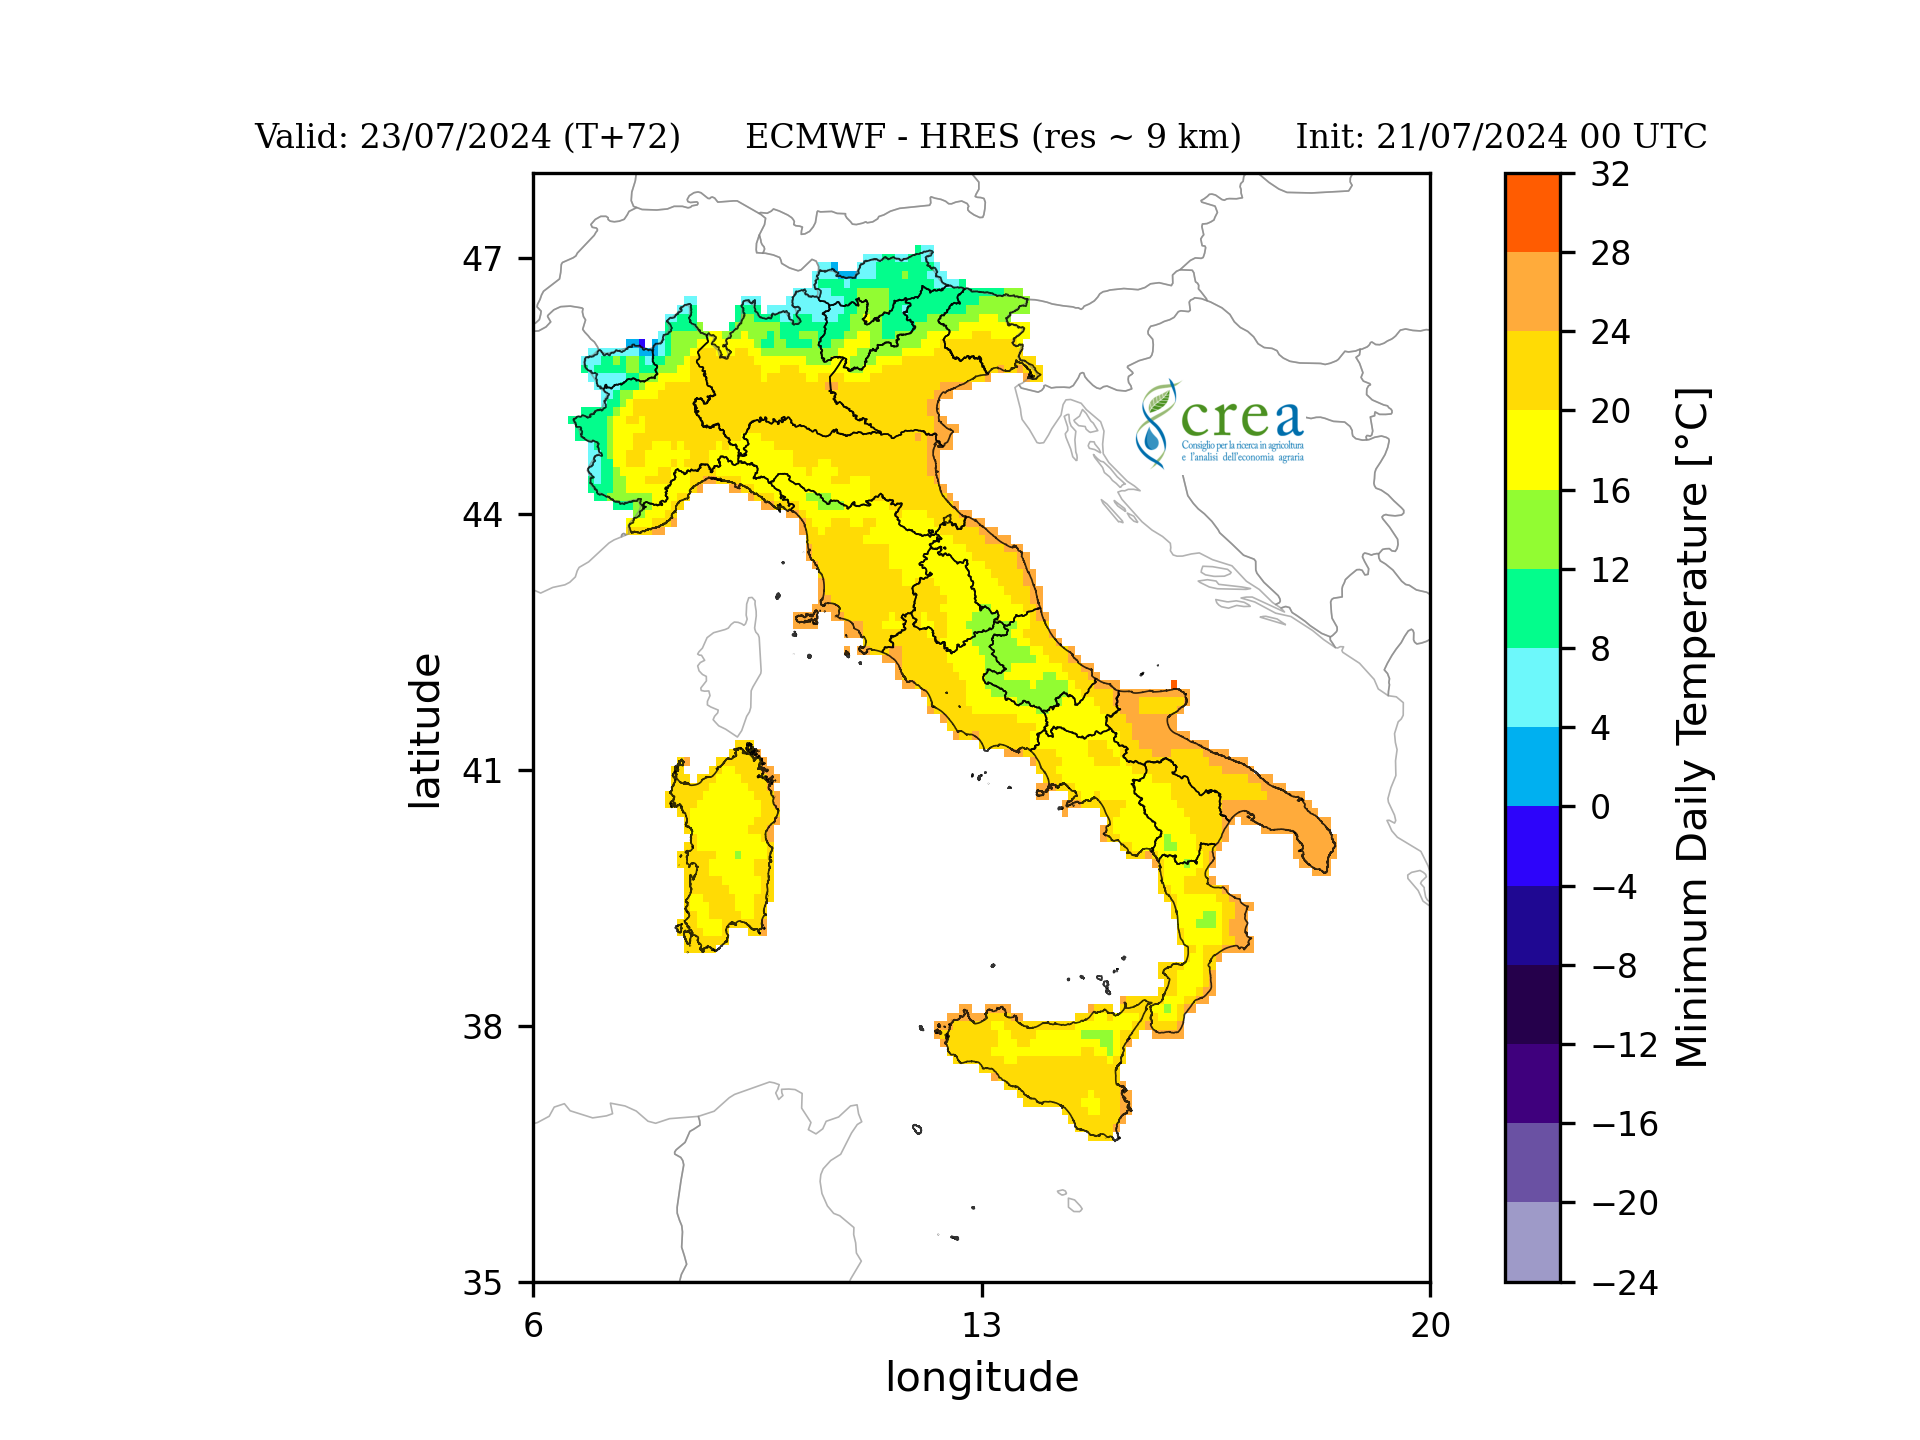 Valid: 23/07/2024 (T+72) ECMWF - HRES (res ~ 9 km) Init: 21/07/2024 00 UTC
47
44
41
38
35
latitude
6 13 20
longitude
crea
Consiglio per la ricerca in agricoltura
e l'analisi dell'economia agraria
32
28
24
20
16
12
8
4
0
−4
−8
−12
−16
−20
−24
Minimum Daily Temperature [°C]